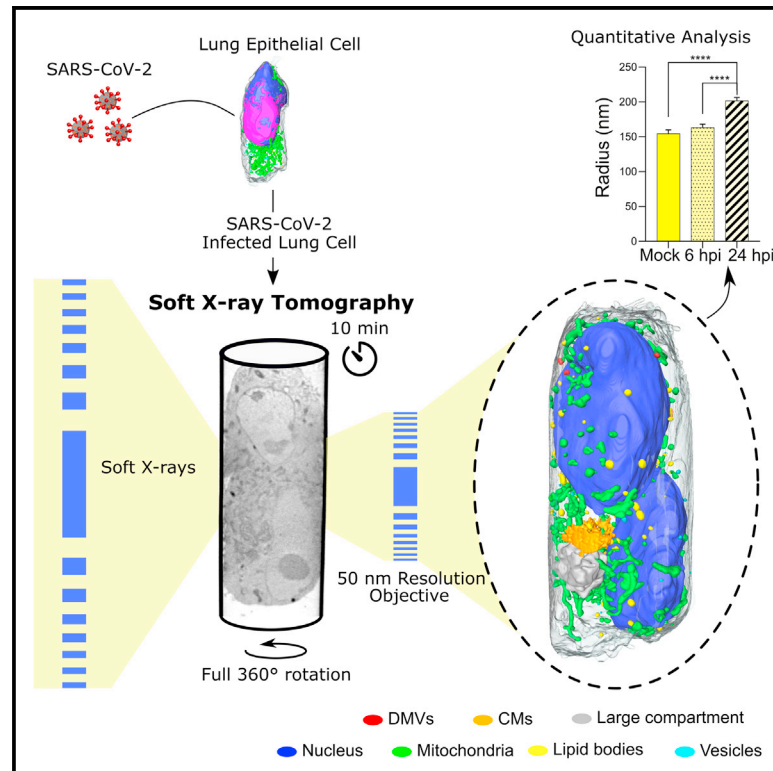 SARS-CoV-2
Lung Epithelial Cell
SARS-CoV-2
Infected Lung Cell
Quantitative Analysis
****
****
Radius (nm)
250
200
150
100
50
0
Mock 6 hpi 24 hpi
Soft X-ray Tomography
10 min
Soft X-rays
50 nm Resolution
Objective
Full 360° rotation
DMVs
CMs
Large compartment
Nucleus
Mitochondria
Lipid bodies
Vesicles